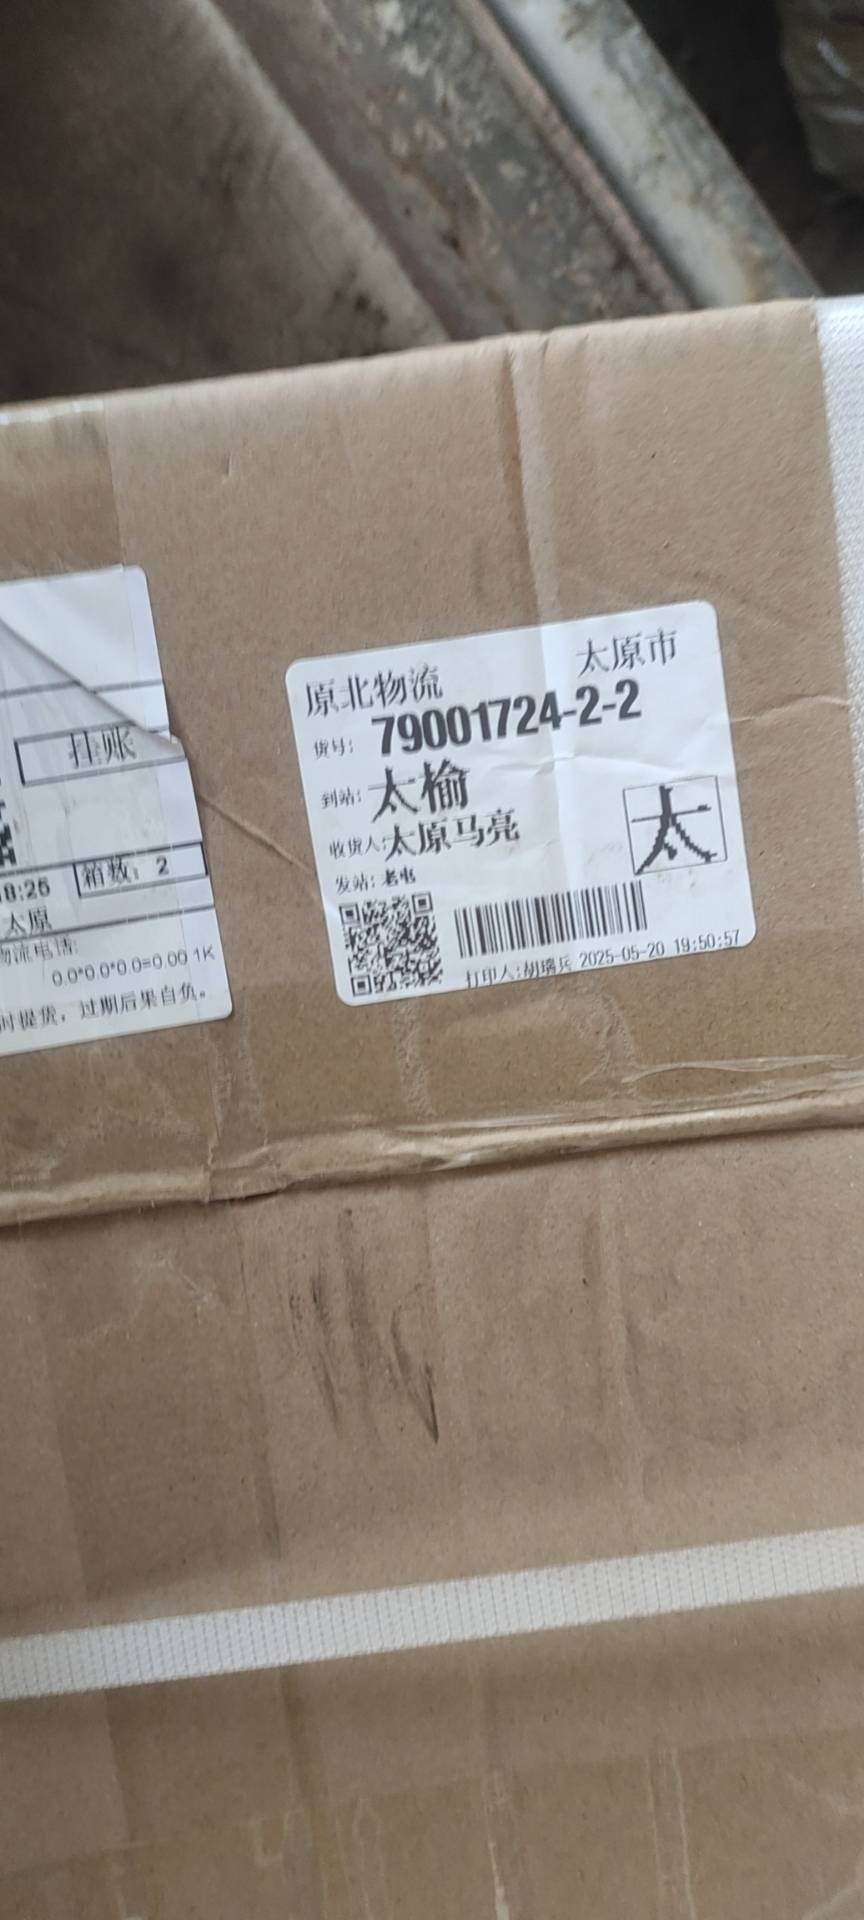 挂账
8:25
箱数：2
太原
物流电话:
0.0*0.0*0.0=0.00 1K
时提货，过期后果自负。
原北物流 太原市
货号: 79001724-2-2
到站: 太榆
收货人:太原马亮
太
发站: 老屯
打印人:胡瑞兵 2025-05-20 19:50:57